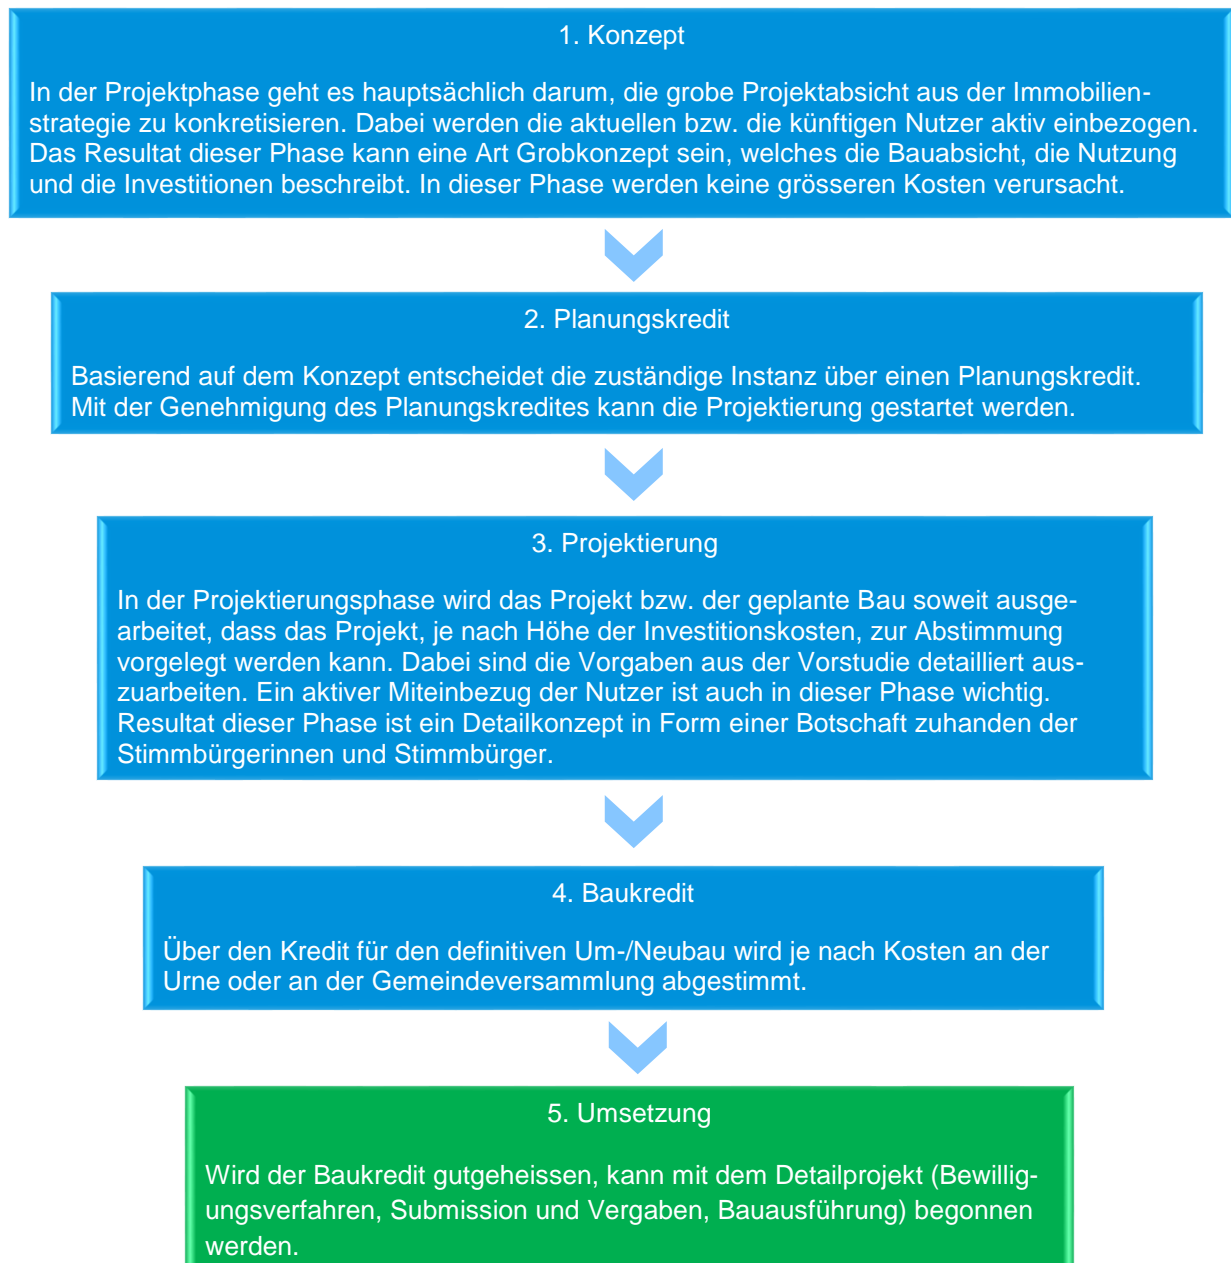 1. Konzept
In der Projektphase geht es hauptsächlich darum, die grobe Projektabsicht aus der Immobilien-
strategie zu konkretisieren. Dabei werden die aktuellen bzw. die künftigen Nutzer aktiv einbezogen.
Das Resultat dieser Phase kann eine Art Grobkonzept sein, welches die Bauabsicht, die Nutzung
und die Investitionen beschreibt. In dieser Phase werden keine grösseren Kosten verursacht.
2. Planungskredit
Basierend auf dem Konzept entscheidet die zuständige Instanz über einen Planungskredit.
Mit der Genehmigung des Planungskredites kann die Projektierung gestartet werden.
3. Projektierung
In der Projektierungsphase wird das Projekt bzw. der geplante Bau soweit ausge-
arbeitet, dass das Projekt, je nach Höhe der Investitionskosten, zur Abstimmung
vorgelegt werden kann. Dabei sind die Vorgaben aus der Vorstudie detailliert aus-
zuarbeiten. Ein aktiver Miteinbezug der Nutzer ist auch in dieser Phase wichtig.
Resultat dieser Phase ist ein Detailkonzept in Form einer Botschaft zuhanden der
Stimmbürgerinnen und Stimmbürger.
4. Baukredit
Über den Kredit für den definitiven Um-/Neubau wird je nach Kosten an der
Urne oder an der Gemeindeversammlung abgestimmt.
5. Umsetzung
Wird der Baukredit gutgeheissen, kann mit dem Detailprojekt (Bewillig-
ungsverfahren, Submission und Vergaben, Bauausführung) begonnen
werden.